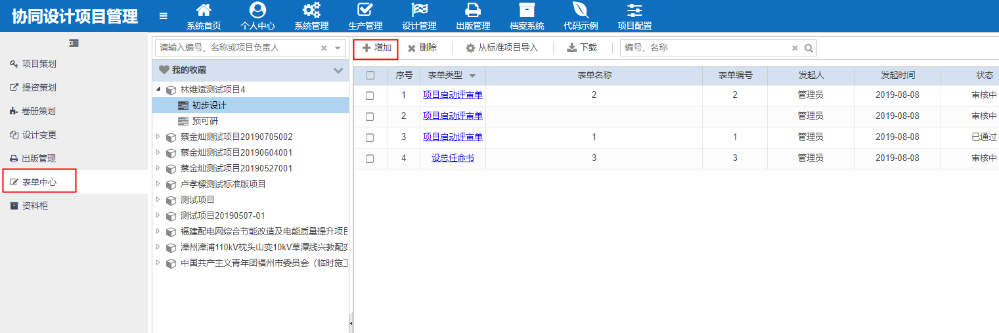 协同设计项目管理
系统首页 个人中心 系统管理 生产管理 设计管理 出版管理 档案系统 代码示例 项目配置
项目策划
提资策划
卷册策划
设计变更
出版管理
表单中心
资料柜
请输入编号、名称或项目负责人
我的收藏
林维斌测试项目4
初步设计
预可研
蔡金灿测试项目20190705002
蔡金灿测试项目20190604001
蔡金灿测试项目20190527001
卢孝樑测试标准版项目
测试项目
测试项目20190507-01
福建配电网综合节能改造及电能质量提升项目
漳州漳浦110kV枕头山变10kV草潭线兴教配变
中国共产主义青年团福州市委员会（临时施工
增加 删除 从标准项目导入 下载 编号、名称
序号 表单类型 表单名称 表单编号 发起人 发起时间 状态
1 项目启动评审单 2 2 管理员 2019-08-08 审核中
2 项目启动评审单 管理员 2019-08-08 审核中
3 项目启动评审单 1 1 管理员 2019-08-08 已通过
4 设总任命书 3 3 管理员 2019-08-08 审核中